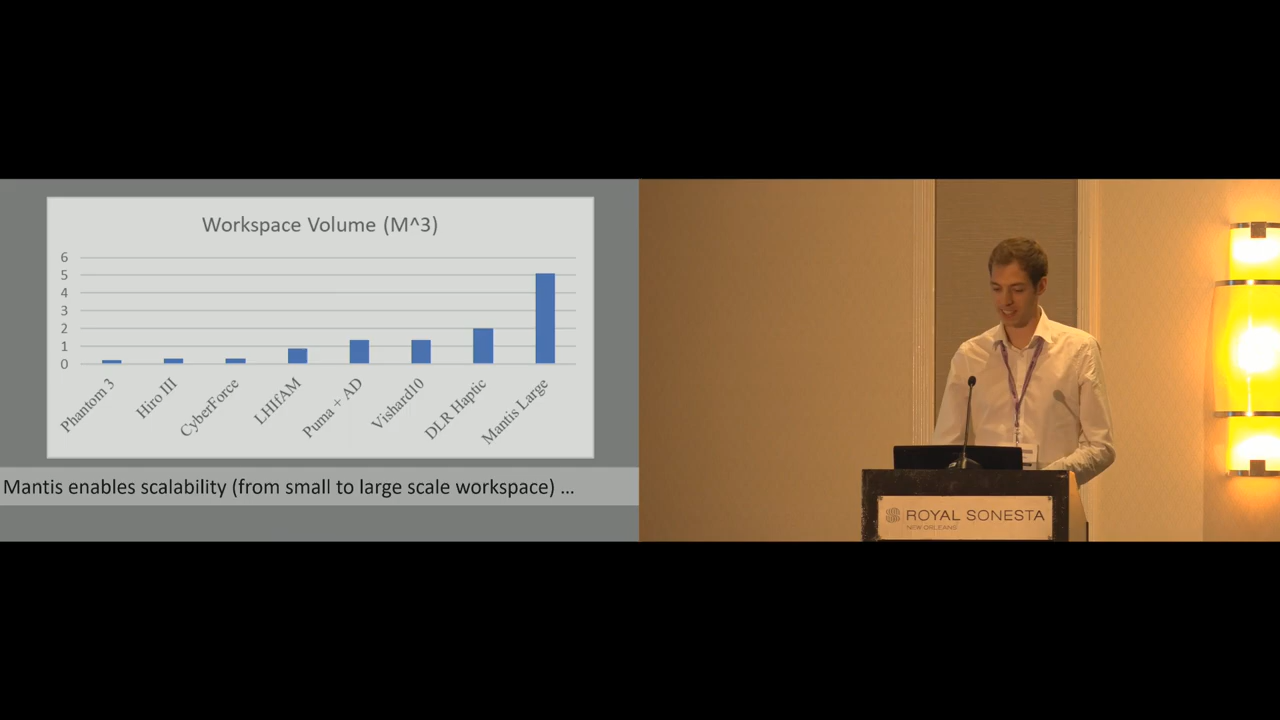 Workspace Volume (M^3)
6
5
4
3
2
1
0
Phantom 3
Hiro III
CyberForce
LHIfAM
Puma + AD
Vishard10
DLR Haptic
Mantis Large
Mantis enables scalability (from small to large scale workspace) ...
ROYAL SONESTA
NEW ORLEANS